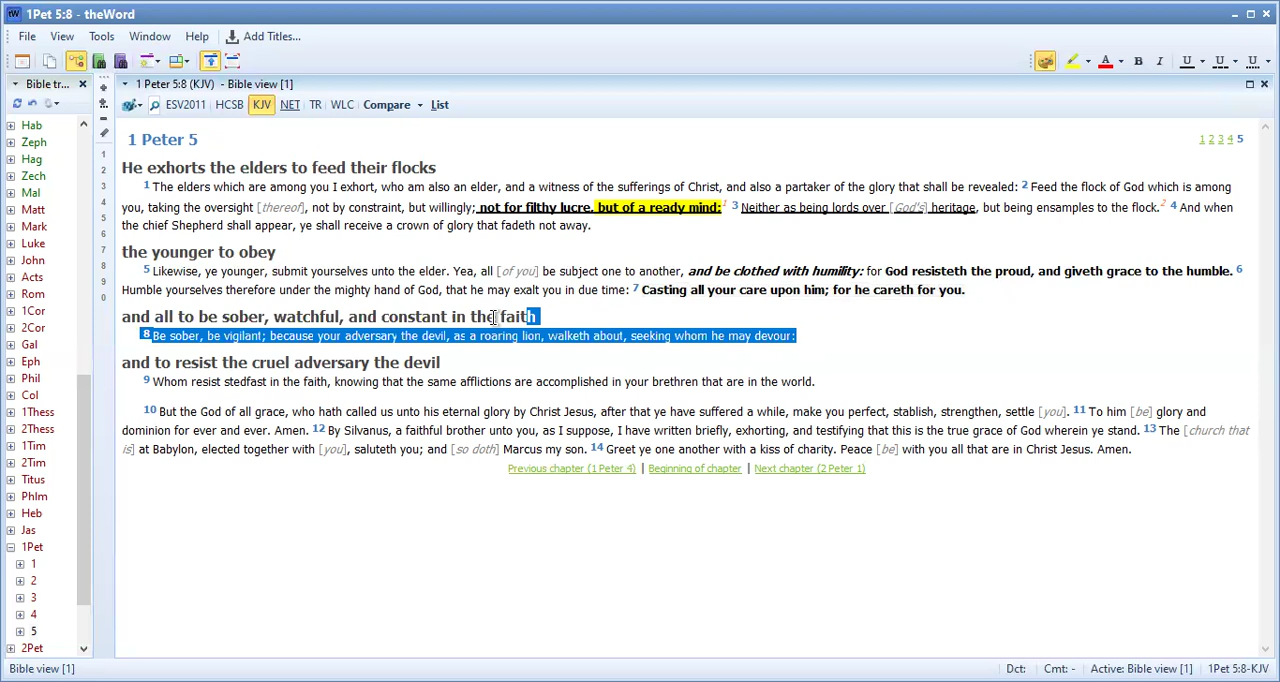 1Pet 5:8 - theWord
File View Tools Window Help Add Titles...
A B I U U U
Bible tr...
1 Peter 5:8 (KJV) - Bible view [1]
ESV2011 HCSB KJV NET TR WLC Compare List
Hab
Zeph
Hag
Zech
Mal
Matt
Mark
Luke
John
Acts
Rom
1Cor
2Cor
Gal
Eph
Phil
Col
1Thess
2Thess
1Tim
2Tim
Titus
Phlm
Heb
Jas
1Pet
1
2
3
4
5
2Pet
1
2
3
4
5
6
7
8
9
0
1 Peter 5
1 2 3 4 5
He exhorts the elders to feed their flocks
1 The elders which are among you I exhort, who am also an elder, and a witness of the sufferings of Christ, and also a partaker of the glory that shall be revealed: 2 Feed the flock of God which is among
you, taking the oversight [thereof], not by constraint, but willingly; not for filthy lucre, but of a ready mind; 1 3 Neither as being lords over [God's] heritage, but being ensamples to the flock. 2 4 And when
the chief Shepherd shall appear, ye shall receive a crown of glory that fadeth not away.
the younger to obey
5 Likewise, ye younger, submit yourselves unto the elder. Yea, all [of you] be subject one to another, and be clothed with humility: for God resisteth the proud, and giveth grace to the humble. 6
Humble yourselves therefore under the mighty hand of God, that he may exalt you in due time: 7 Casting all your care upon him; for he careth for you.
and all to be sober, watchful, and constant in the faith
8 Be sober, be vigilant; because your adversary the devil, as a roaring lion, walketh about, seeking whom he may devour:
and to resist the cruel adversary the devil
9 Whom resist stedfast in the faith, knowing that the same afflictions are accomplished in your brethren that are in the world.
10 But the God of all grace, who hath called us unto his eternal glory by Christ Jesus, after that ye have suffered a while, make you perfect, stablish, strengthen, settle [you]. 11 To him [be] glory and
dominion for ever and ever. Amen. 12 By Silvanus, a faithful brother unto you, as I suppose, I have written briefly, exhorting, and testifying that this is the true grace of God wherein ye stand. 13 The [church that
is] at Babylon, elected together with [you], saluteth you; and [so doth] Marcus my son. 14 Greet ye one another with a kiss of charity. Peace [be] with you all that are in Christ Jesus. Amen.
Previous chapter (1 Peter 4) | Beginning of chapter | Next chapter (2 Peter 1)
Bible view [1]
Dct: Cmt: - Active: Bible view [1] 1Pet 5:8-KJV